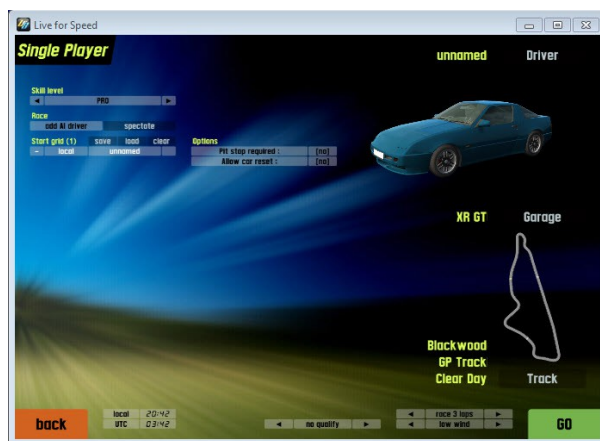 Live for Speed
Single Player
unnamed Driver
Skill level
PRO
Race
add AI driver spectate
Start grid (1) save load clear
- local unnamed
Options
Pit stop required : [no]
Allow car reset : [no]
XR GT Garage
Blackwood
GP Track
Clear Day Track
back
local 20:42
UTC 03:42
no qualify
race 3 laps
low wind
GO